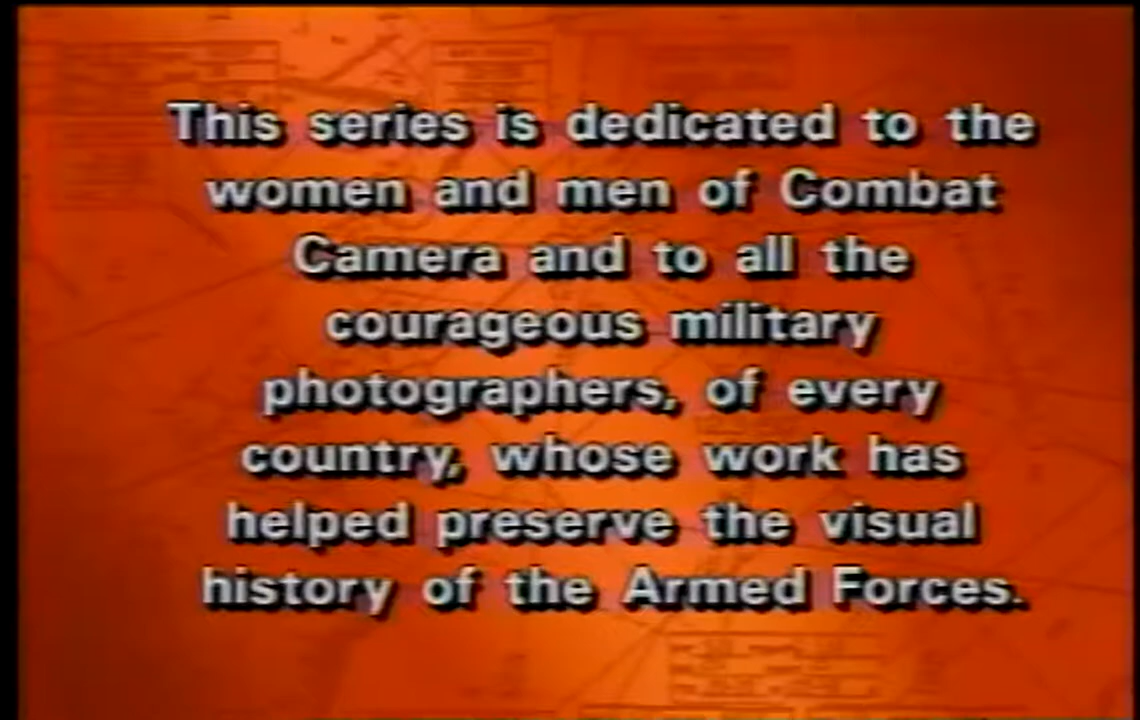 This series is dedicated to the
women and men of Combat
Camera and to all the
courageous military
photographers, of every
country, whose work has
helped preserve the visual
history of the Armed Forces.